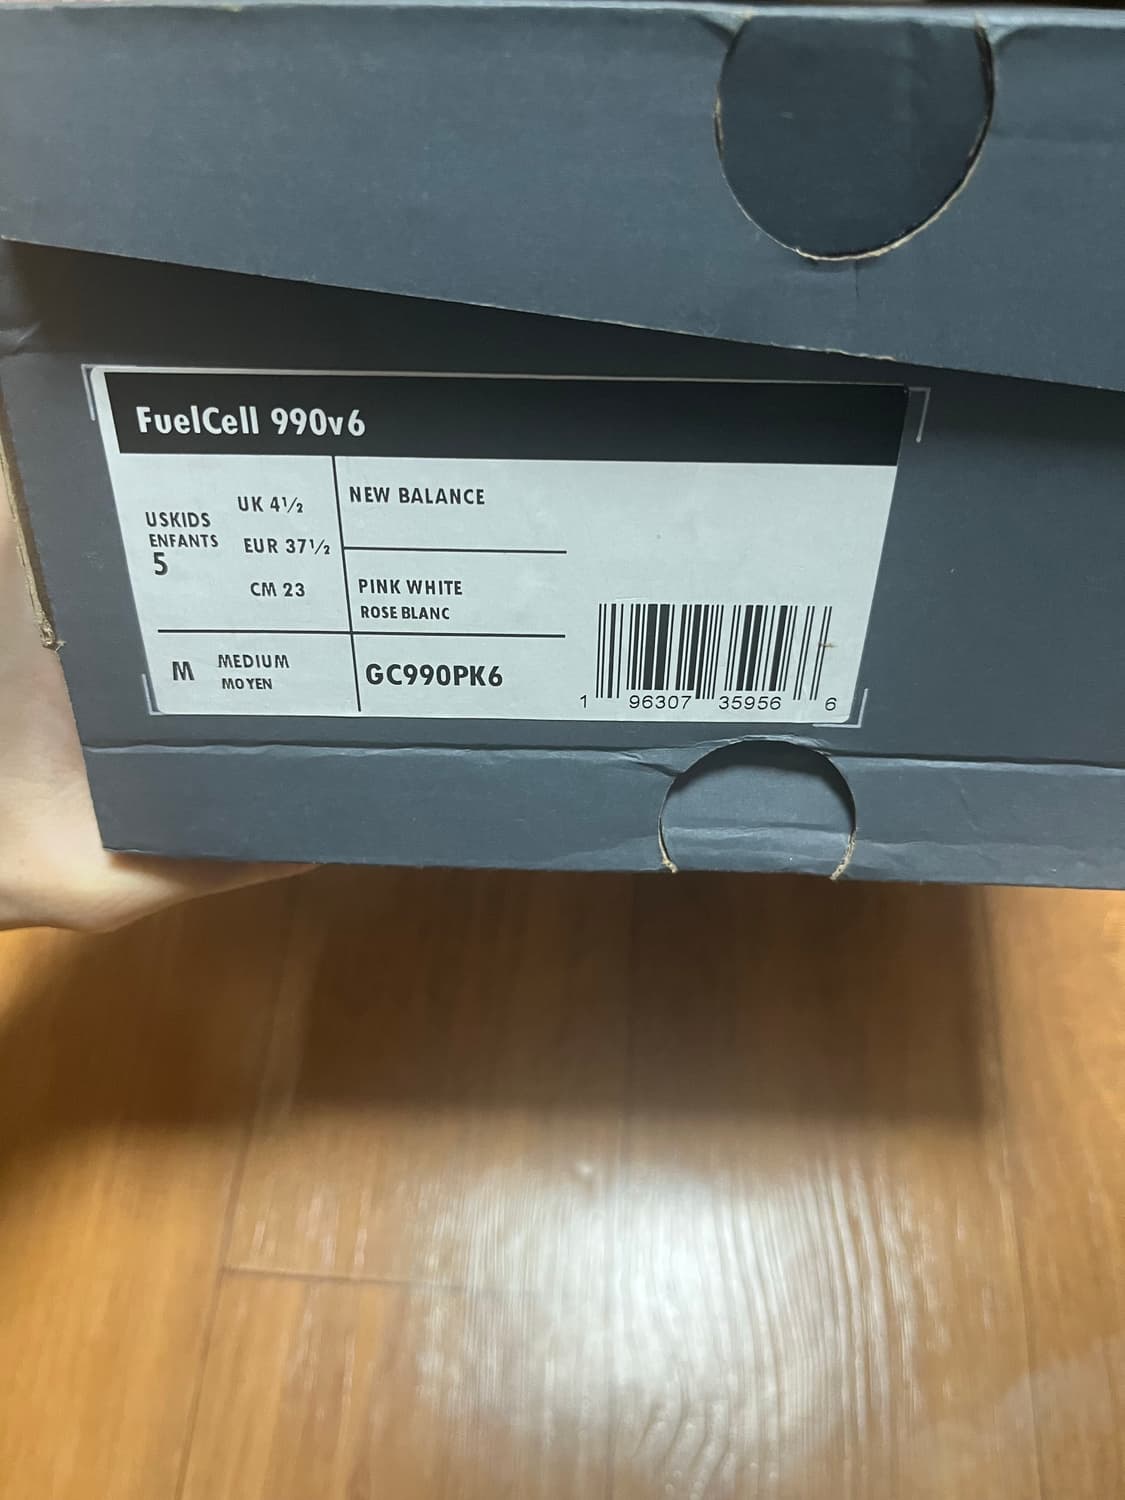 FuelCell 990v6
USKIDS
ENFANTS
5
UK 4½
EUR 37½
CM 23
NEW BALANCE
PINK WHITE
ROSE BLANC
M
MEDIUM
MOYEN
GC990PK6
1 96307 35956 6